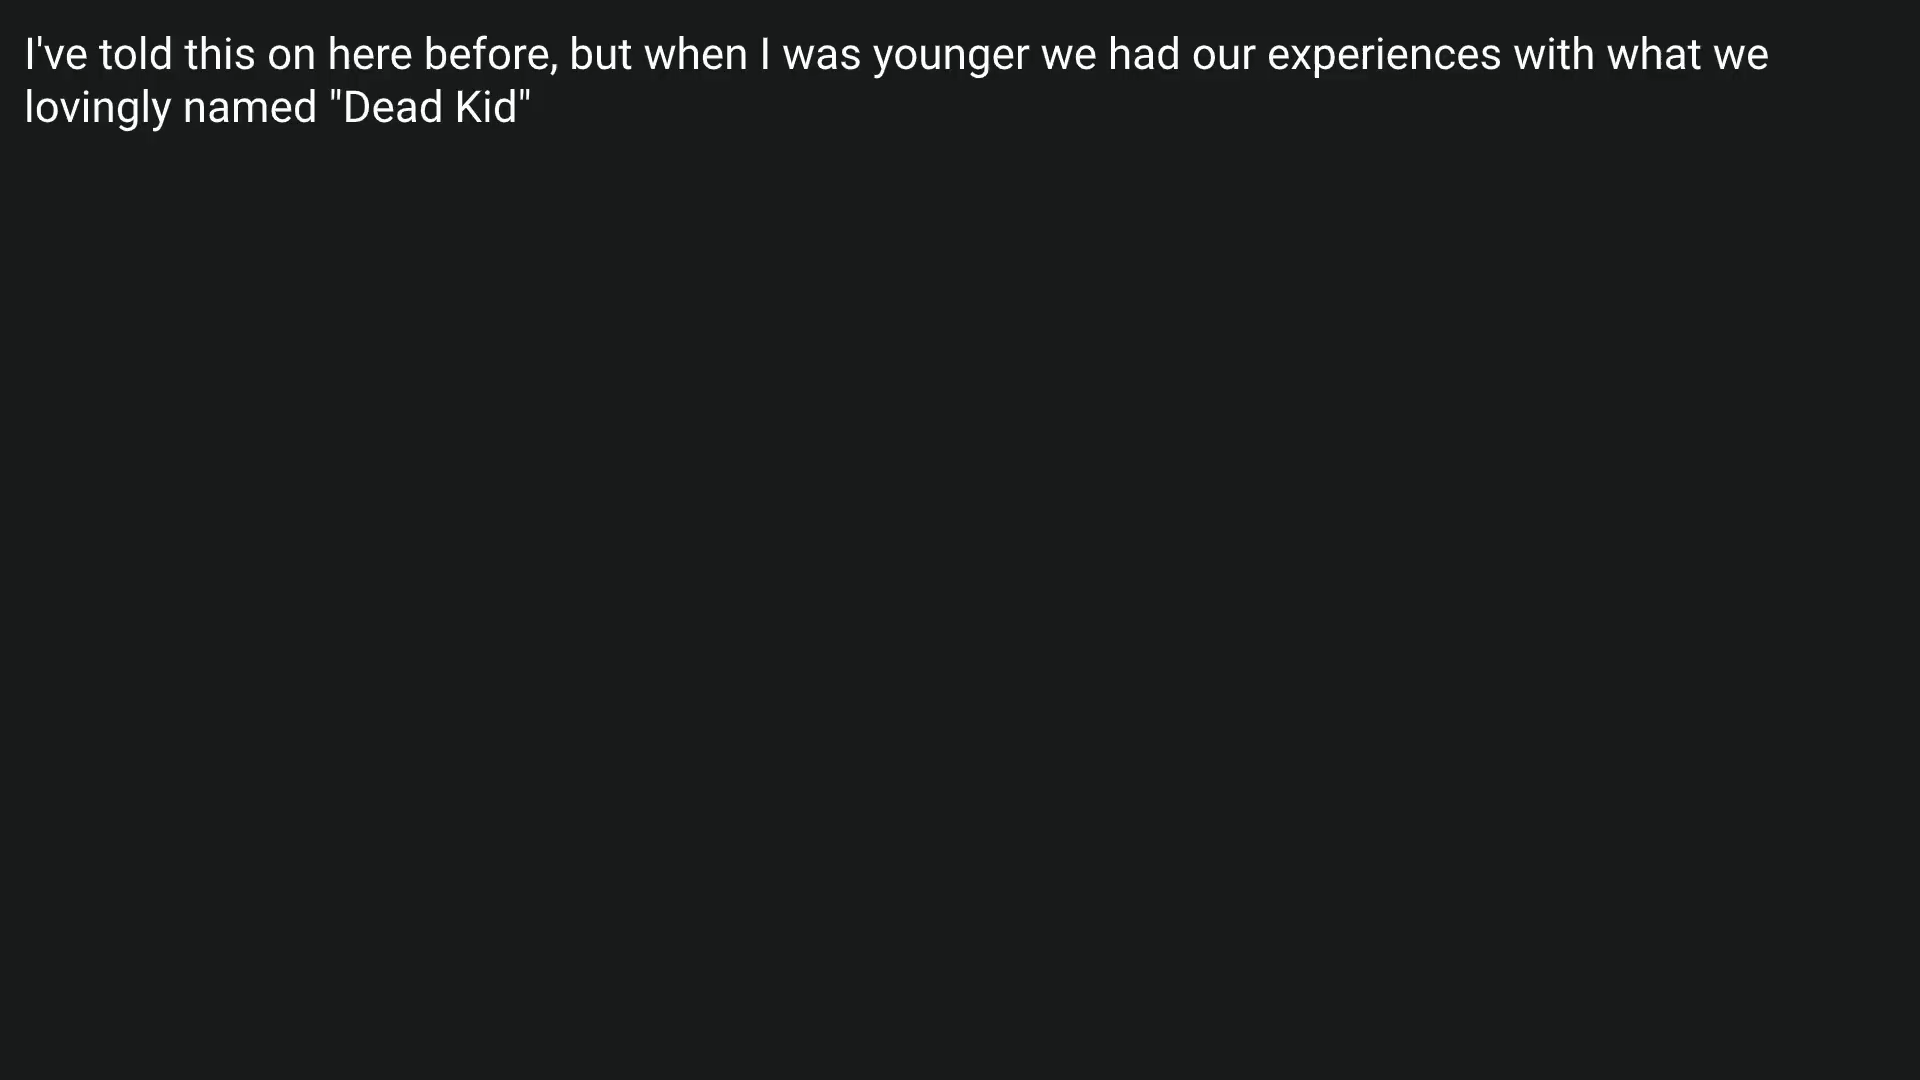 I've told this on here before, but when I was younger we had our experiences with what we
lovingly named "Dead Kid"